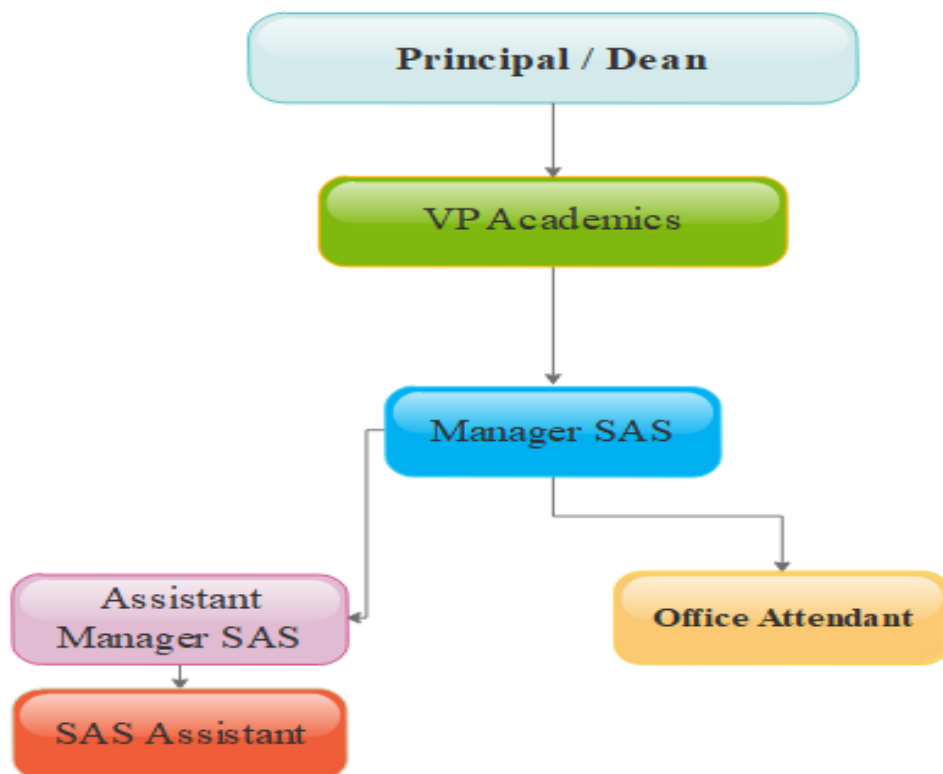 Principal / Dean
VP Academics
Manager SAS
Assistant
Manager SAS
Office Attendant
SAS Assistant